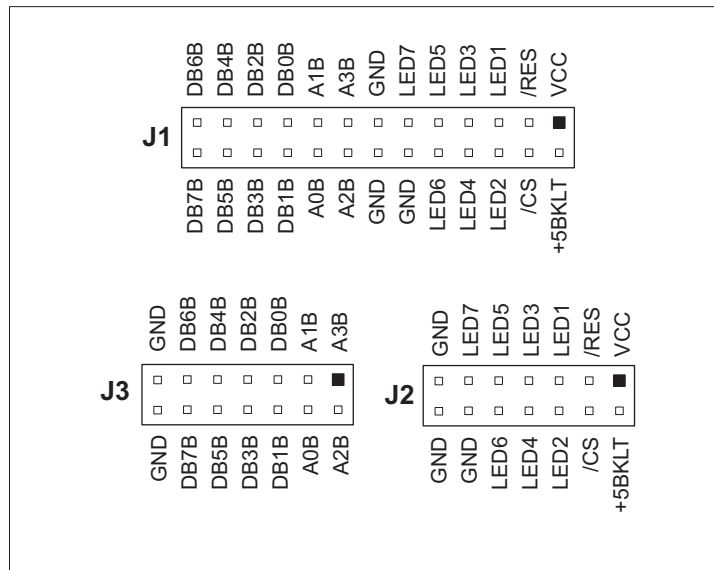 DB6B DB4B DB2B DB0B A1B A3B GND LED7 LED5 LED3 LED1 /RES VCC
J1
DB7B DB5B DB3B DB1B A0B A2B GND GND LED6 LED4 LED2 /CS +5BKLT
GND DB6B DB4B DB2B DB0B A1B A3B
J3
GND DB7B DB5B DB3B DB1B A0B A2B
GND LED7 LED5 LED3 LED1 /RES VCC
J2
GND GND LED6 LED4 LED2 /CS +5BKLT